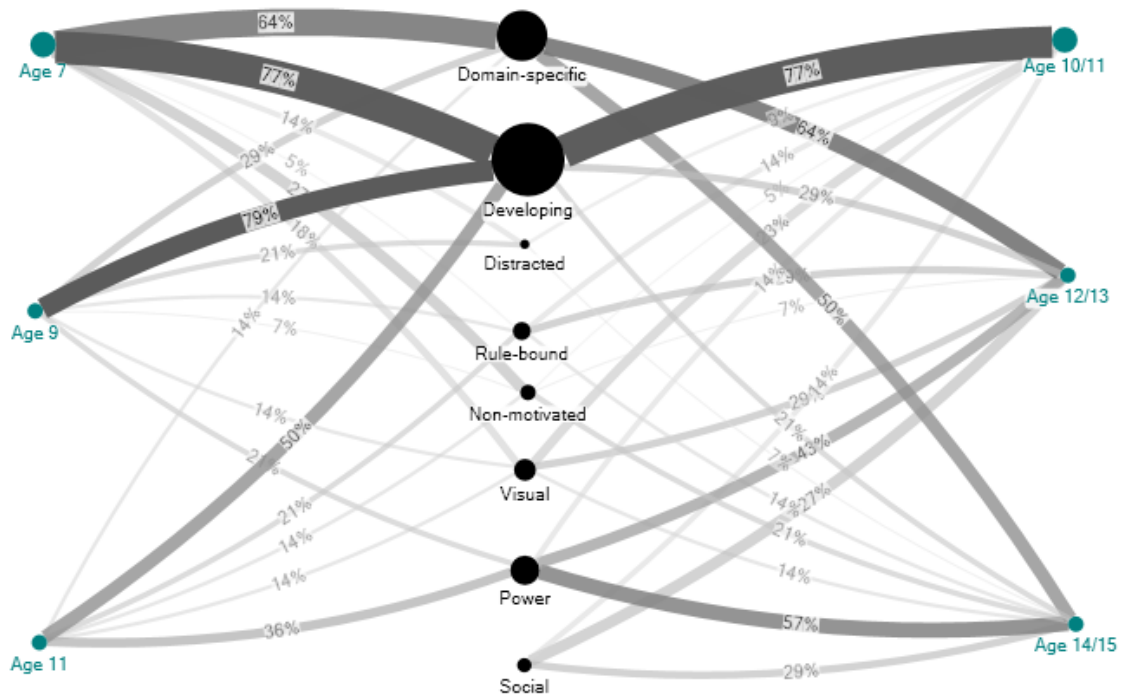 64%
Domain-specific
Age 7
77%
77%
Age 10/11
14%
64%
29%
5%
14%
5%
29%
79%
Developing
18%
21%
Distracted
14%
14%
7%
7%
50%
Age 9
14%
Rule-bound
Age 12/13
Non-motivated
14%
14%
50%
21%
43%
Visual
21%
27%
14%
14%
21%
14%
14%
Power
36%
57%
Age 11
Age 14/15
29%
Social